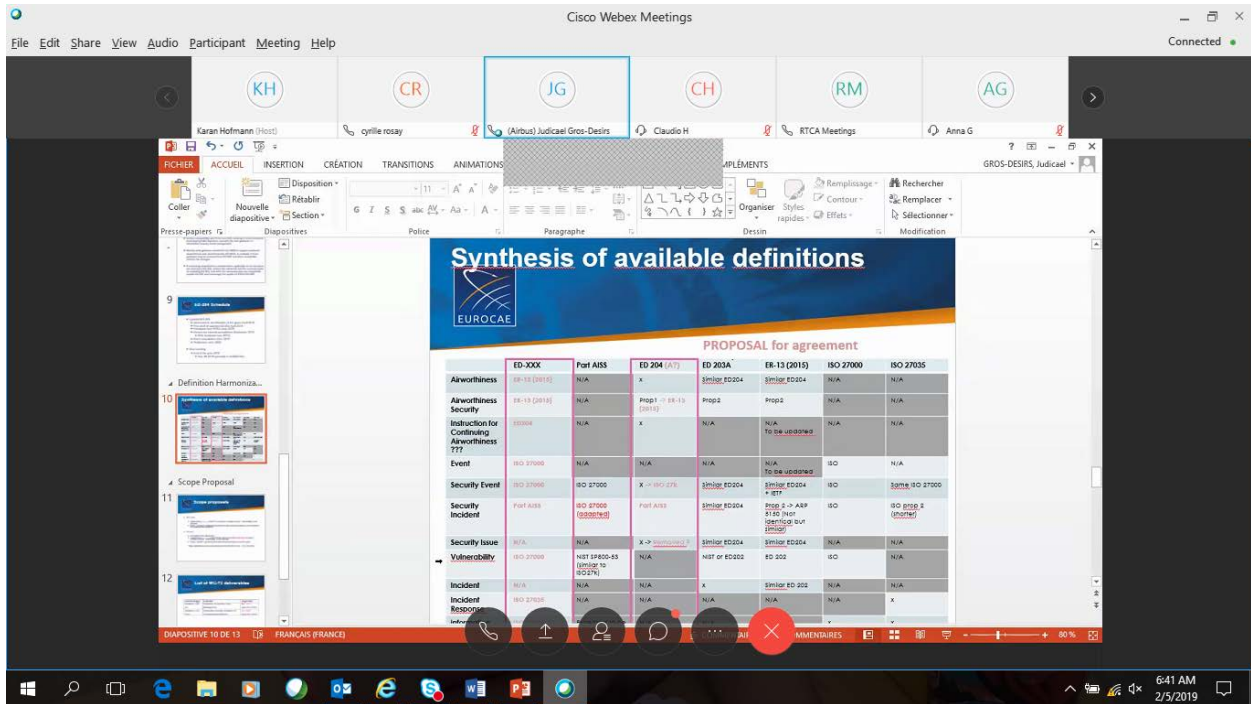 Cisco Webex Meetings
File Edit Share View Audio Participant Meeting Help
Connected
KH CR JG CH RM AG
Karan Hofmann (Host) cyrille rosay (Airbus) Judicael Gros-Desirs Claudio H RTCA Meetings Anna G
FICHIER ACCUEIL INSERTION CRÉATION TRANSITIONS ANIMATIONS
GROS-DESIRS, Judicael
Coller
Nouvelle diapositive
Disposition
Rétablir
Section
11
G I S S abc AV Aa A
Organiser
Styles rapides
Remplissage
Contour
Effets
Rechercher
Remplacer
Sélectionner
Presse-papiers Diapositives Police Paragraphe Dessin Modification
9
Definition Harmoniza...
10
Scope Proposal
11
12
Synthesis of available definitions
EUROCAE
PROPOSAL for agreement
ED-XXX Part AISS ED 204 (A?) ED 203A ER-13 (2015) ISO 27000 ISO 27035
Airworthiness ER-13 (2015) N/A X Similar ED204 Similar ED204 N/A N/A
Airworthiness Security ER-13 (2015) N/A Prop1 -> ER-13 (2015) Prop2 Prop2 N/A N/A
Instruction for Continuing Airworthiness ??? ED204 N/A X N/A N/A To be updated N/A N/A
Event ISO 27000 N/A N/A N/A N/A To be updated ISO N/A
Security Event ISO 27000 ISO 27000 X -> ISO 27k Similar ED204 Similar ED204 + IETF ISO Same ISO 27000
Security Incident Part AISS ISO 27000 (adapted) Part AISS Similar ED204 Prop 2 -> ARP 5150 (Not identical but similar) ISO ISO prop 2 (shorter)
Security Issue N/A N/A X -> Similar ED204 Similar ED204 N/A N/A
Vulnerability ISO 27000 NIST SP800-53 (similar to ISO27k) N/A NIST or ED202 ED 202 ISO N/A
Incident N/A N/A N/A X Similar ED 202 N/A N/A
Incident Response ISO 27035 N/A N/A N/A N/A N/A X
DIAPOSITIVE 10 DE 13 FRANÇAIS (FRANCE)
80 %
6:41 AM
2/5/2019